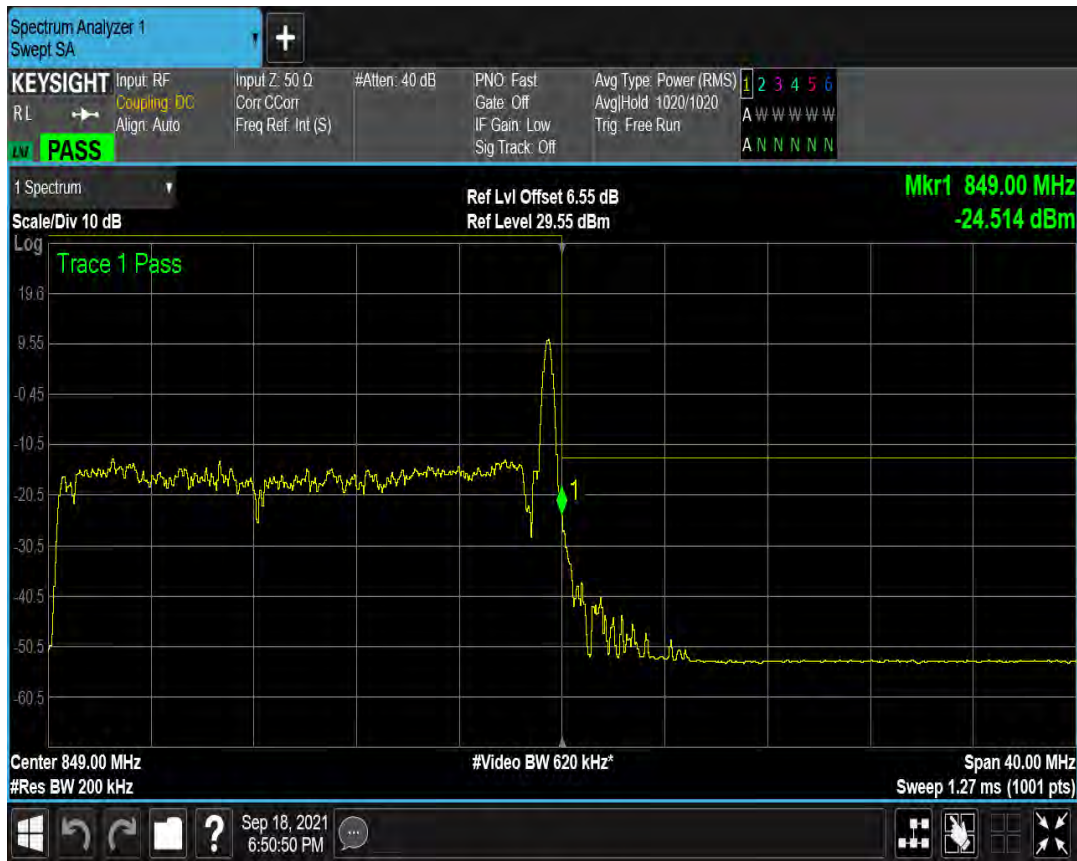 Spectrum Analyzer 1
Swept SA
+
KEYSIGHT
RL
PASS
Input: RF
Coupling: DC
Align: Auto
Input Z: 50 Ω
Corr CCorr
Freq Ref: Int (S)
#Atten: 40 dB
PNO: Fast
Gate: Off
IF Gain: Low
Sig Track: Off
Avg Type: Power (RMS)
Avg|Hold: 1020/1020
Trig: Free Run
1 2 3 4 5 6
A W W W W W
A N N N N N
1 Spectrum
Scale/Div 10 dB
Ref Lvl Offset 6.55 dB
Ref Level 29.55 dBm
Mkr1 849.00 MHz
-24.514 dBm
Log
Trace 1 Pass
19.6
9.55
-0.45
-10.5
-20.5
-30.5
-40.5
-50.5
-60.5
1
Center 849.00 MHz
#Res BW 200 kHz
#Video BW 620 kHz*
Span 40.00 MHz
Sweep 1.27 ms (1001 pts)
?
Sep 18, 2021
6:50:50 PM